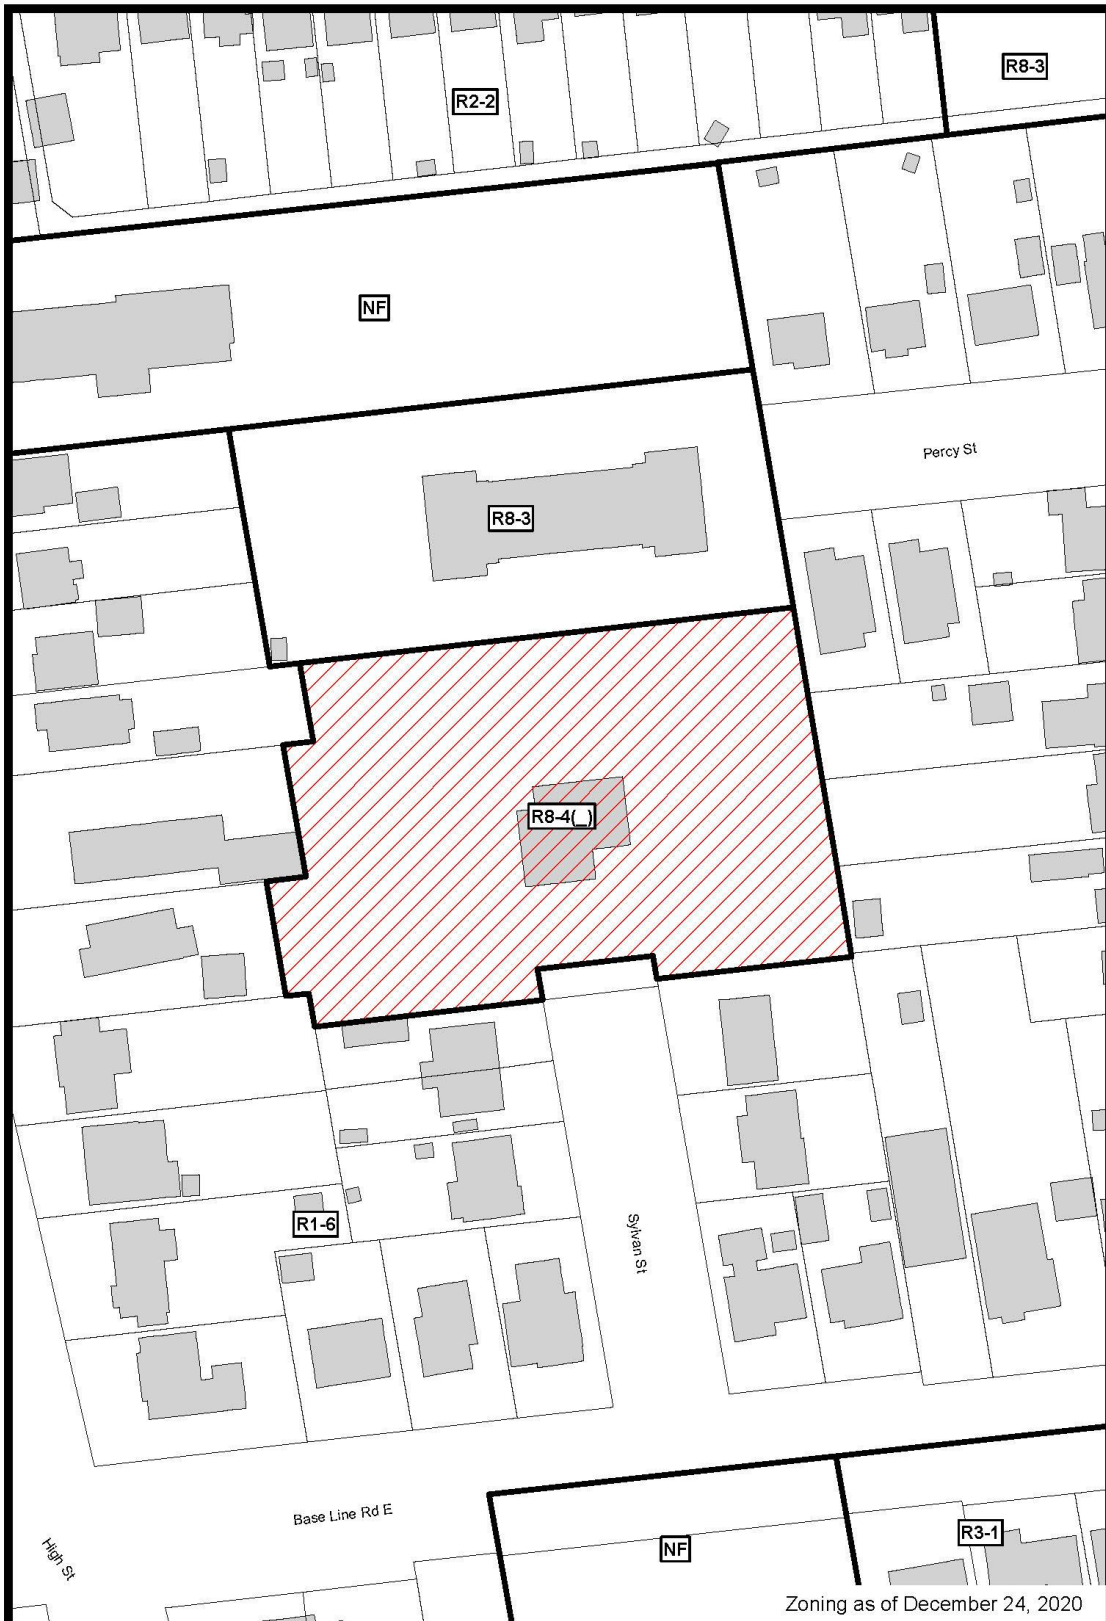 R8-3
R2-2
NF
Percy St
R8-3
R8-4(_)
R1-6
Sylvan St
Base Line Rd E
R3-1
NF
High St
Zoning as of December 24, 2020